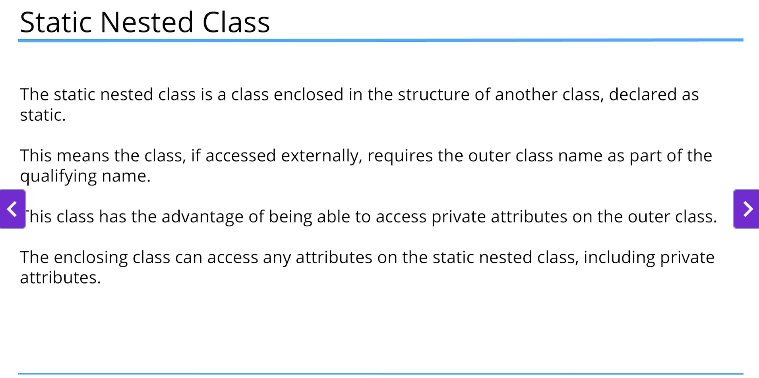 Static Nested Class
The static nested class is a class enclosed in the structure of another class, declared as
static.
This means the class, if accessed externally, requires the outer class name as part of the
qualifying name.
This class has the advantage of being able to access private attributes on the outer class.
The enclosing class can access any attributes on the static nested class, including private
attributes.